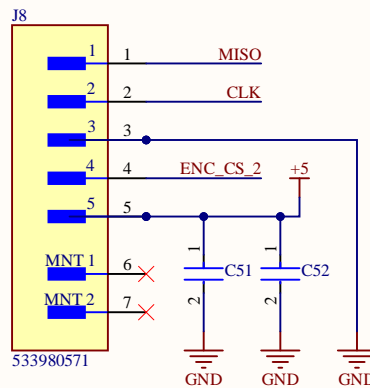 J8
1 1 MISO
2 2 CLK
3 3
4 4 ENC_CS_2 +5
5 5
MNT 1 6 1 C51 1 C52
MNT 2 7 2 2
533980571 GND GND GND